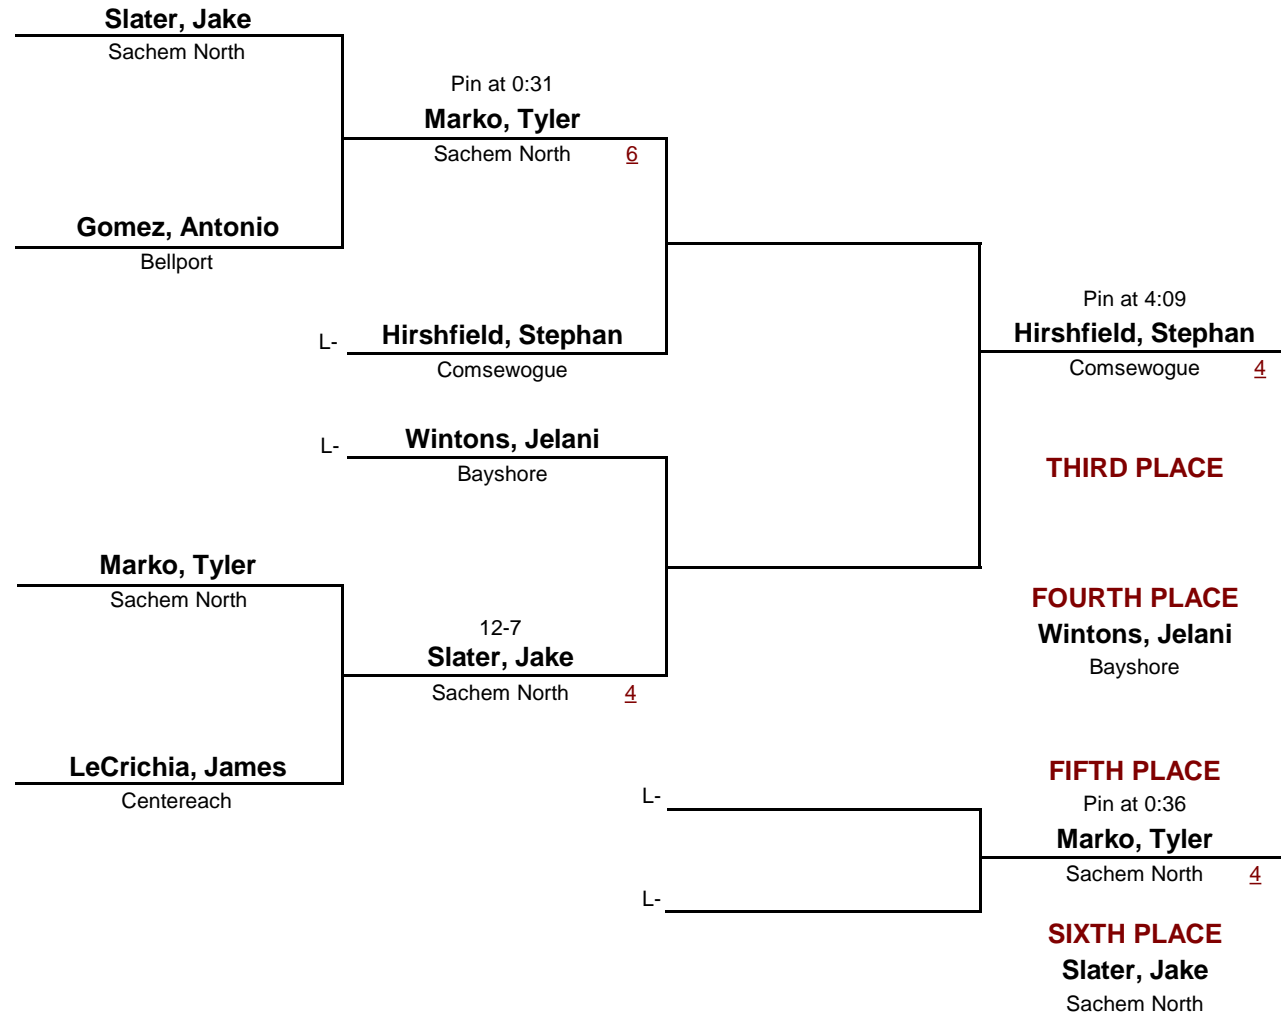 Slater, Jake
Sachem North
Pin at 0:31
Marko, Tyler
Sachem North 6
Gomez, Antonio
Bellport
L- Hirshfield, Stephan
Comsewogue
Pin at 4:09
Hirshfield, Stephan
Comsewogue 4
L- Wintons, Jelani
Bayshore
THIRD PLACE
Marko, Tyler
Sachem North
12-7
Slater, Jake
Sachem North 4
FOURTH PLACE
Wintons, Jelani
Bayshore
LeCrichia, James
Centereach
L-
L-
FIFTH PLACE
Pin at 0:36
Marko, Tyler
Sachem North 4
SIXTH PLACE
Slater, Jake
Sachem North